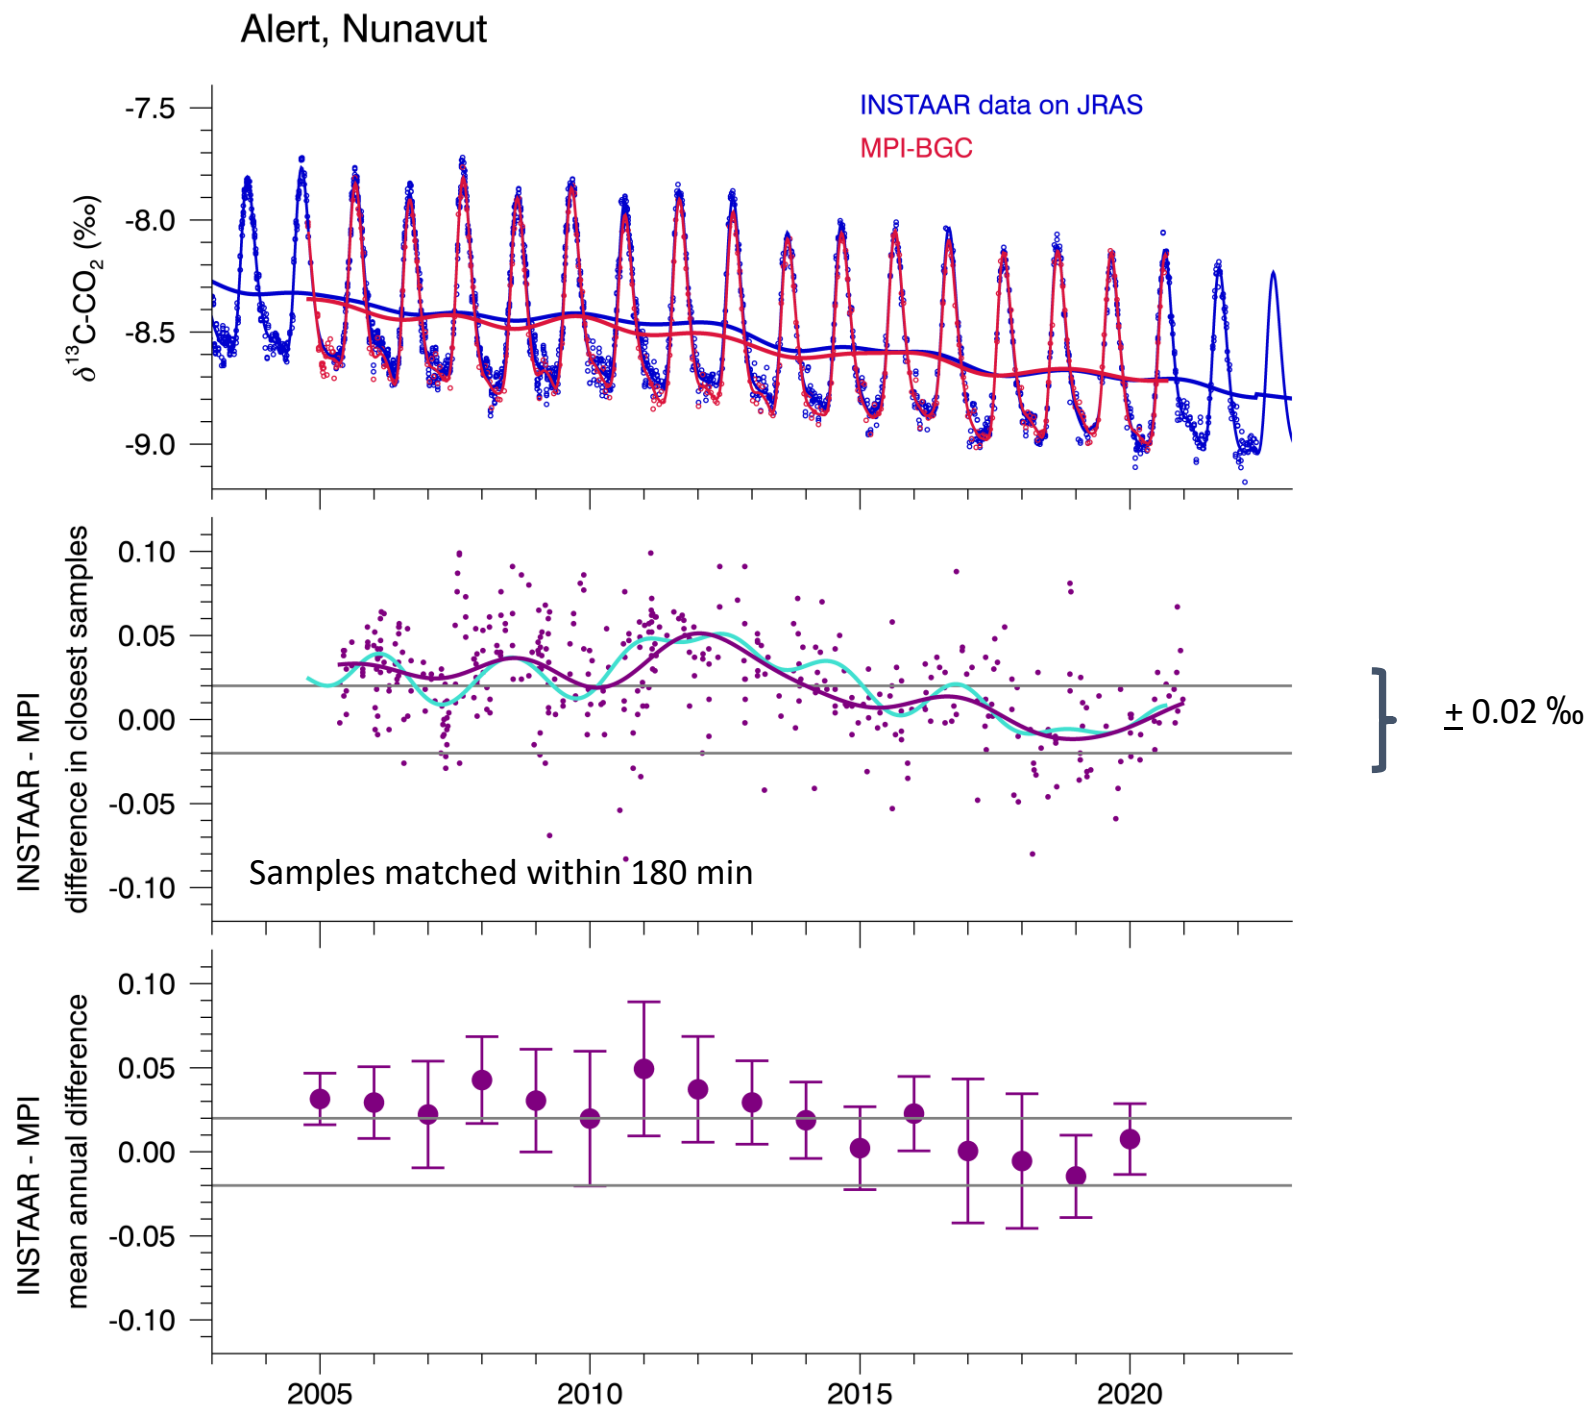 Alert, Nunavut
INSTAAR data on JRAS
MPI-BGC
δ13C-CO2 (‰)
-7.5
-8.0
-8.5
-9.0
INSTAAR - MPI
difference in closest samples
0.10
0.05
0.00
-0.05
-0.10
Samples matched within 180 min
± 0.02 ‰
INSTAAR - MPI
mean annual difference
0.10
0.05
0.00
-0.05
-0.10
2005 2010 2015 2020